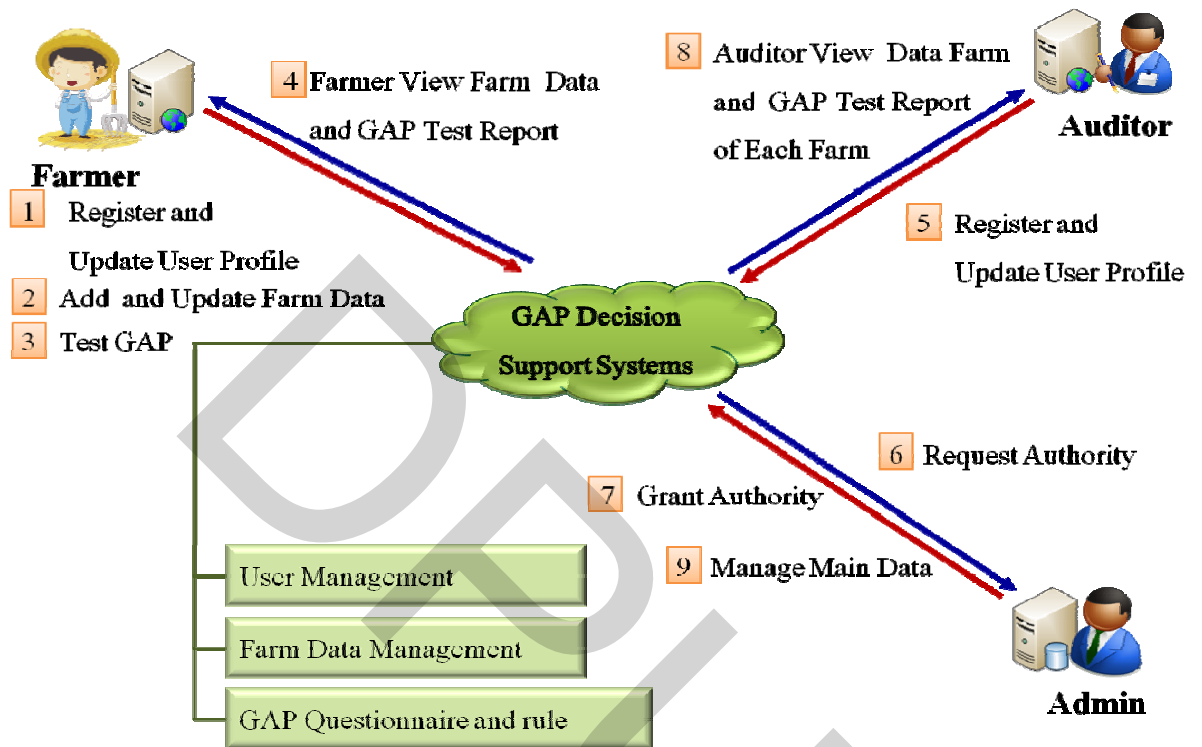 Farmer
1 Register and
Update User Profile
2 Add and Update Farm Data
3 Test GAP
4 Farmer View Farm Data
and GAP Test Report
8 Auditor View Data Farm
and GAP Test Report
of Each Farm
Auditor
5 Register and
Update User Profile
GAP Decision
Support Systems
6 Request Authority
7 Grant Authority
9 Manage Main Data
Admin
User Management
Farm Data Management
GAP Questionnaire and rule